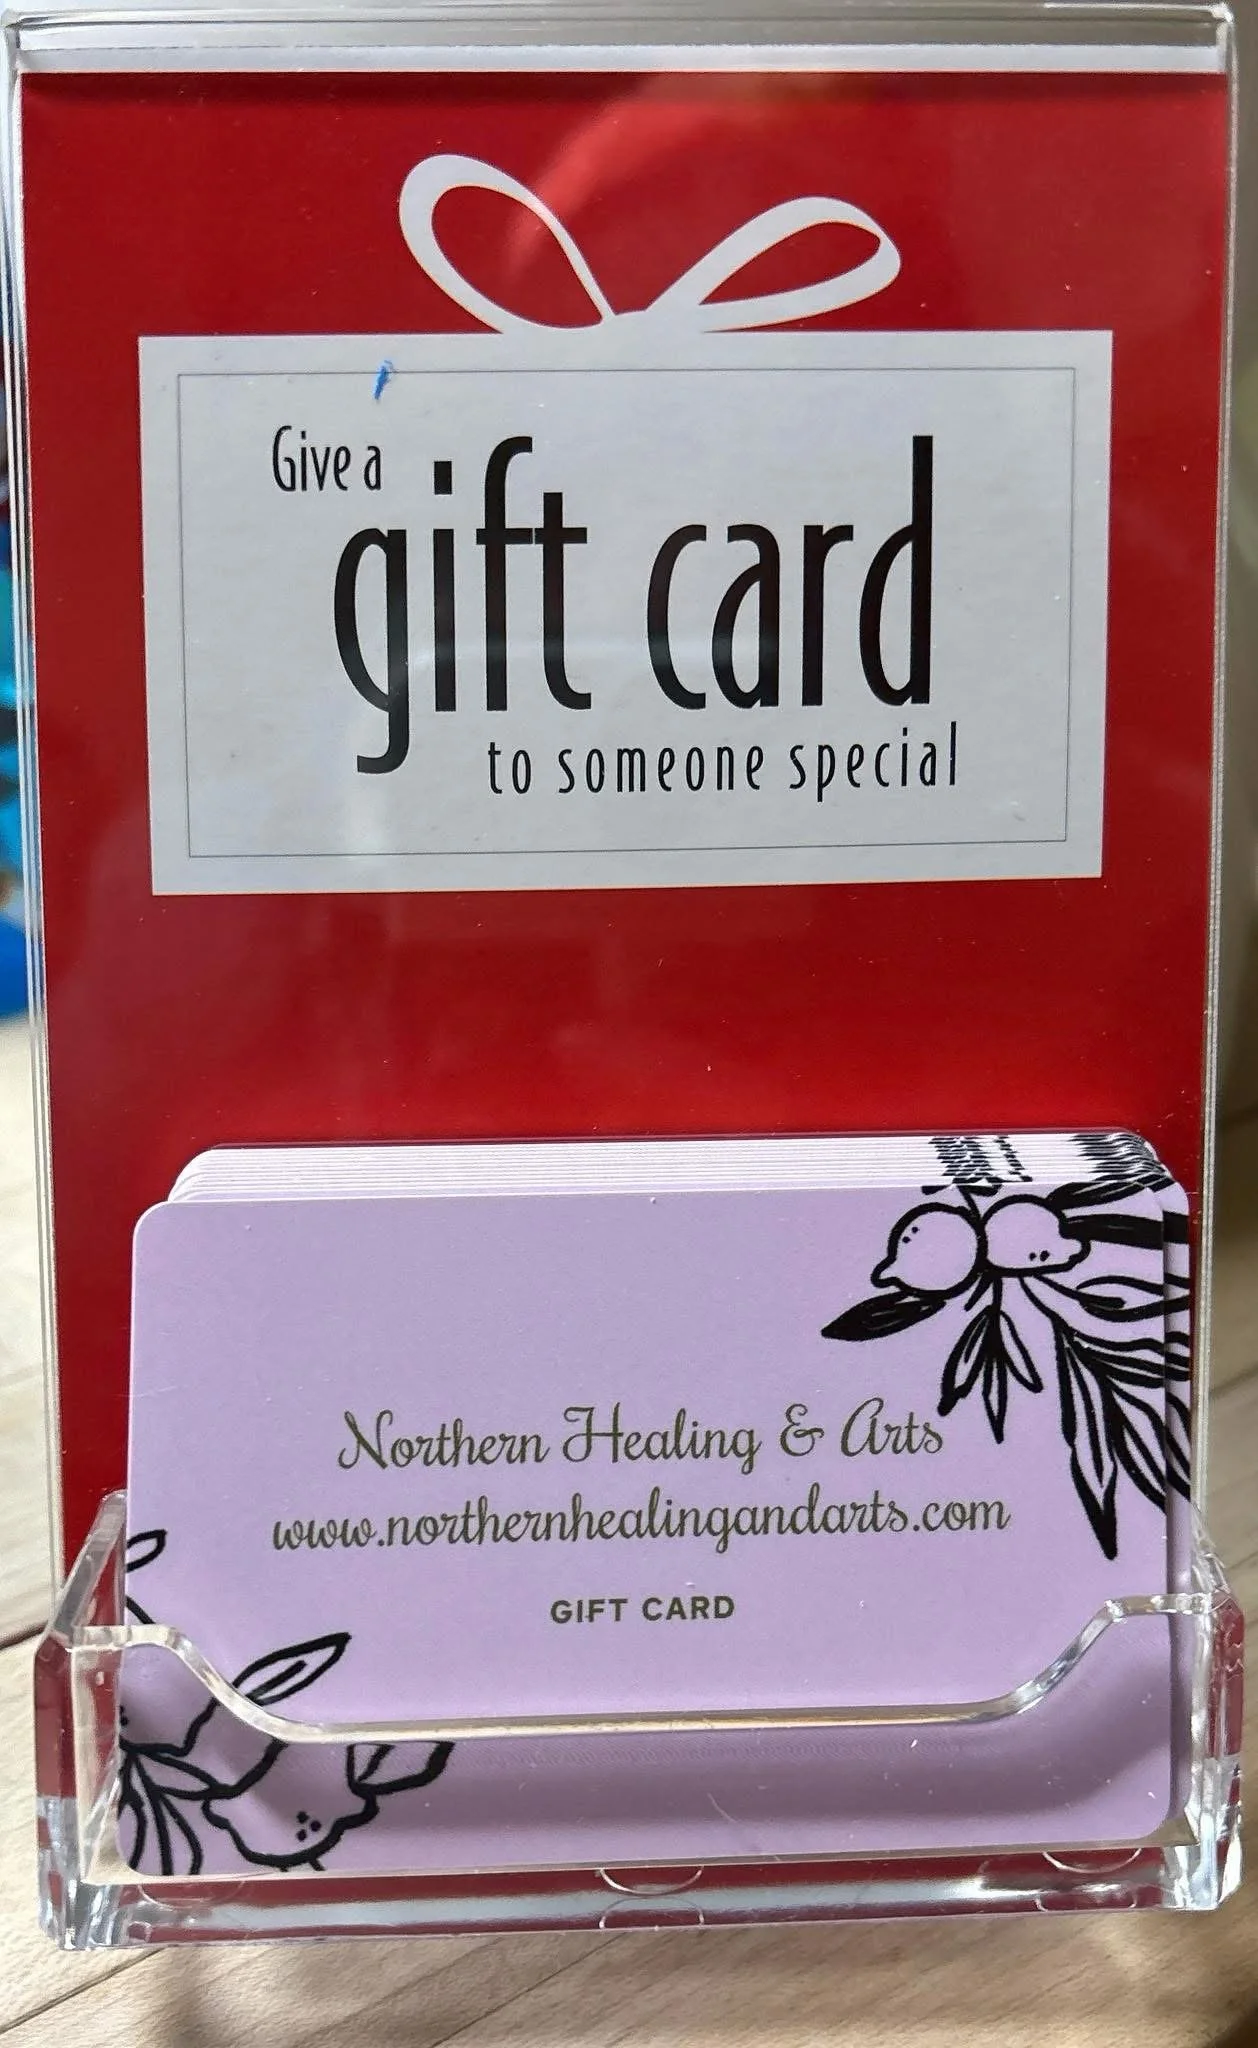 Give a
gift card
to someone special
Northern Healing & Arts
www.northernhealingandarts.com
GIFT CARD